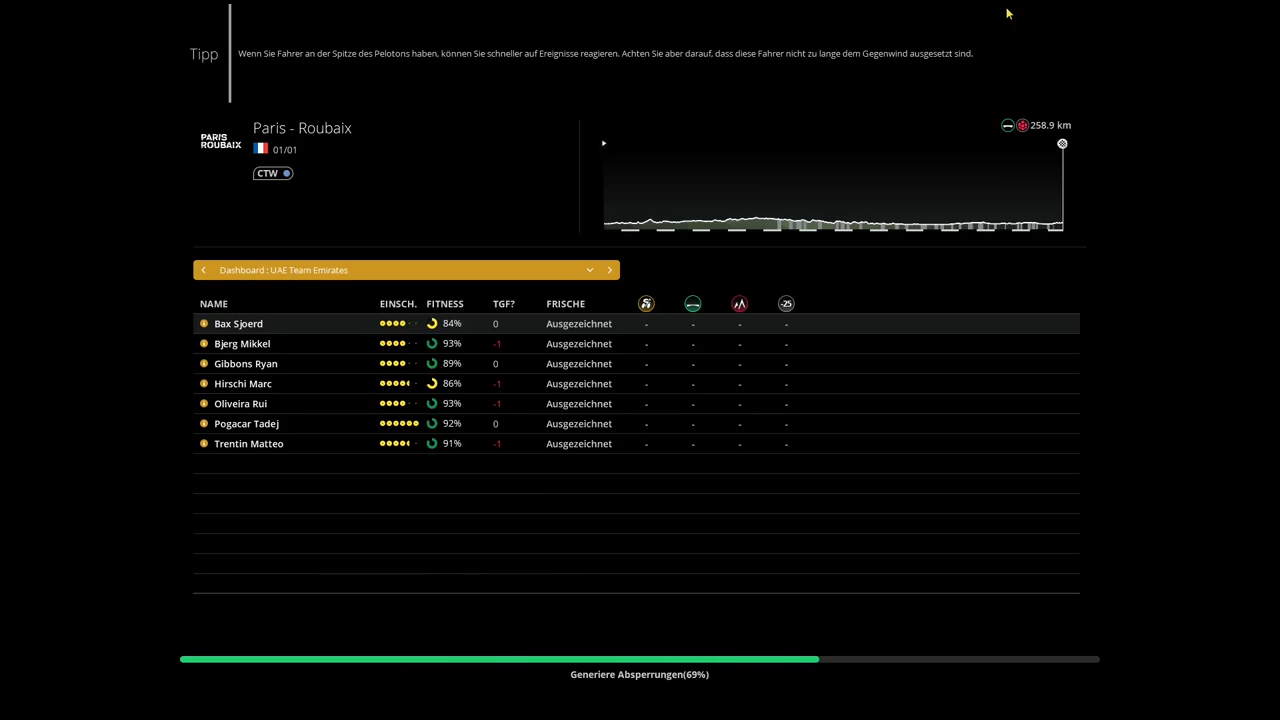 Tipp
Wenn Sie Fahrer an der Spitze des Pelotons haben, können Sie schneller auf Ereignisse reagieren. Achten Sie aber darauf, dass diese Fahrer nicht zu lange dem Gegenwind ausgesetzt sind.
PARIS
ROUBAIX
Paris - Roubaix
01/01
CTW
258.9 km
Dashboard : UAE Team Emirates
NAME EINSCH. FITNESS TGF? FRISCHE -25
Bax Sjoerd 84% 0 Ausgezeichnet - - - -
Bjerg Mikkel 93% -1 Ausgezeichnet - - - -
Gibbons Ryan 89% 0 Ausgezeichnet - - - -
Hirschi Marc 86% -1 Ausgezeichnet - - - -
Oliveira Rui 93% -1 Ausgezeichnet - - - -
Pogacar Tadej 92% 0 Ausgezeichnet - - - -
Trentin Matteo 91% -1 Ausgezeichnet - - - -
Generiere Absperrungen(69%)